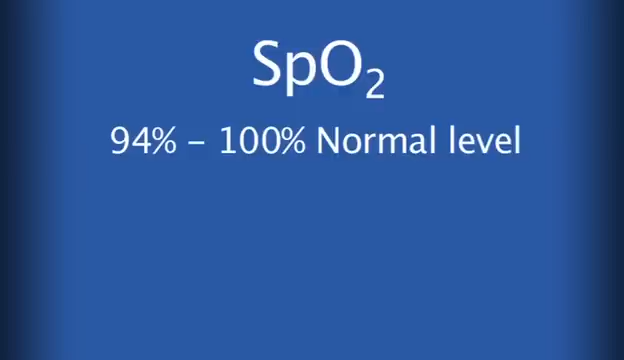 SpO₂
94% – 100% Normal level